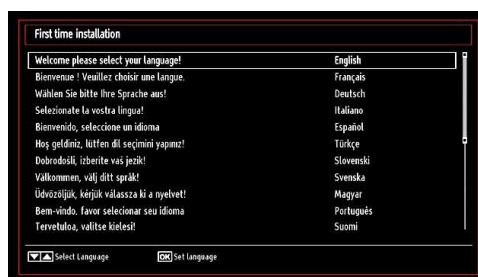 First time installation
Welcome please select your language! English
Bienvenue ! Veuillez choisir une langue. Français
Wählen Sie bitte Ihre Sprache aus! Deutsch
Selezionate la vostra lingua! Italiano
Bienvenido, seleccione un idioma Español
Hoş geldiniz, lütfen dil seçimini yapınız! Türkçe
Dobrodošli, izberite vaš jezik! Slovenski
Välkommen, välj ditt språk! Svenska
Üdvözöljük, kérjük válassza ki a nyelvet! Magyar
Bem-vindo, favor selecionar seu idioma Português
Tervetuloa, valitse kielesi! Suomi
Select Language OK Set language